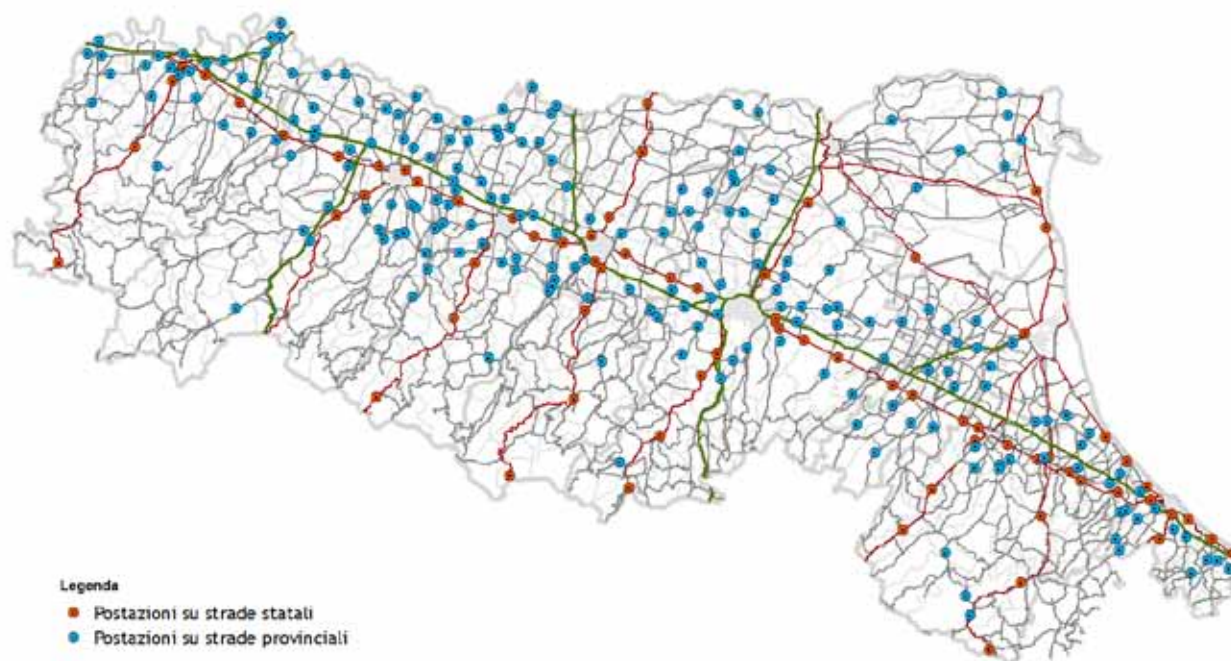 Legenda
Postazioni su strade statali
Postazioni su strade provinciali